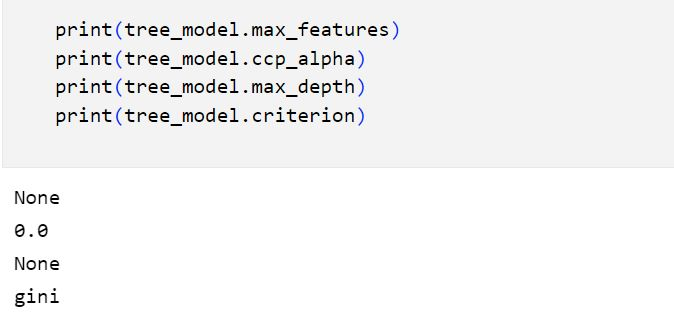 print(tree_model.max_features)
print(tree_model.ccp_alpha)
print(tree_model.max_depth)
print(tree_model.criterion)
None
0.0
None
gini